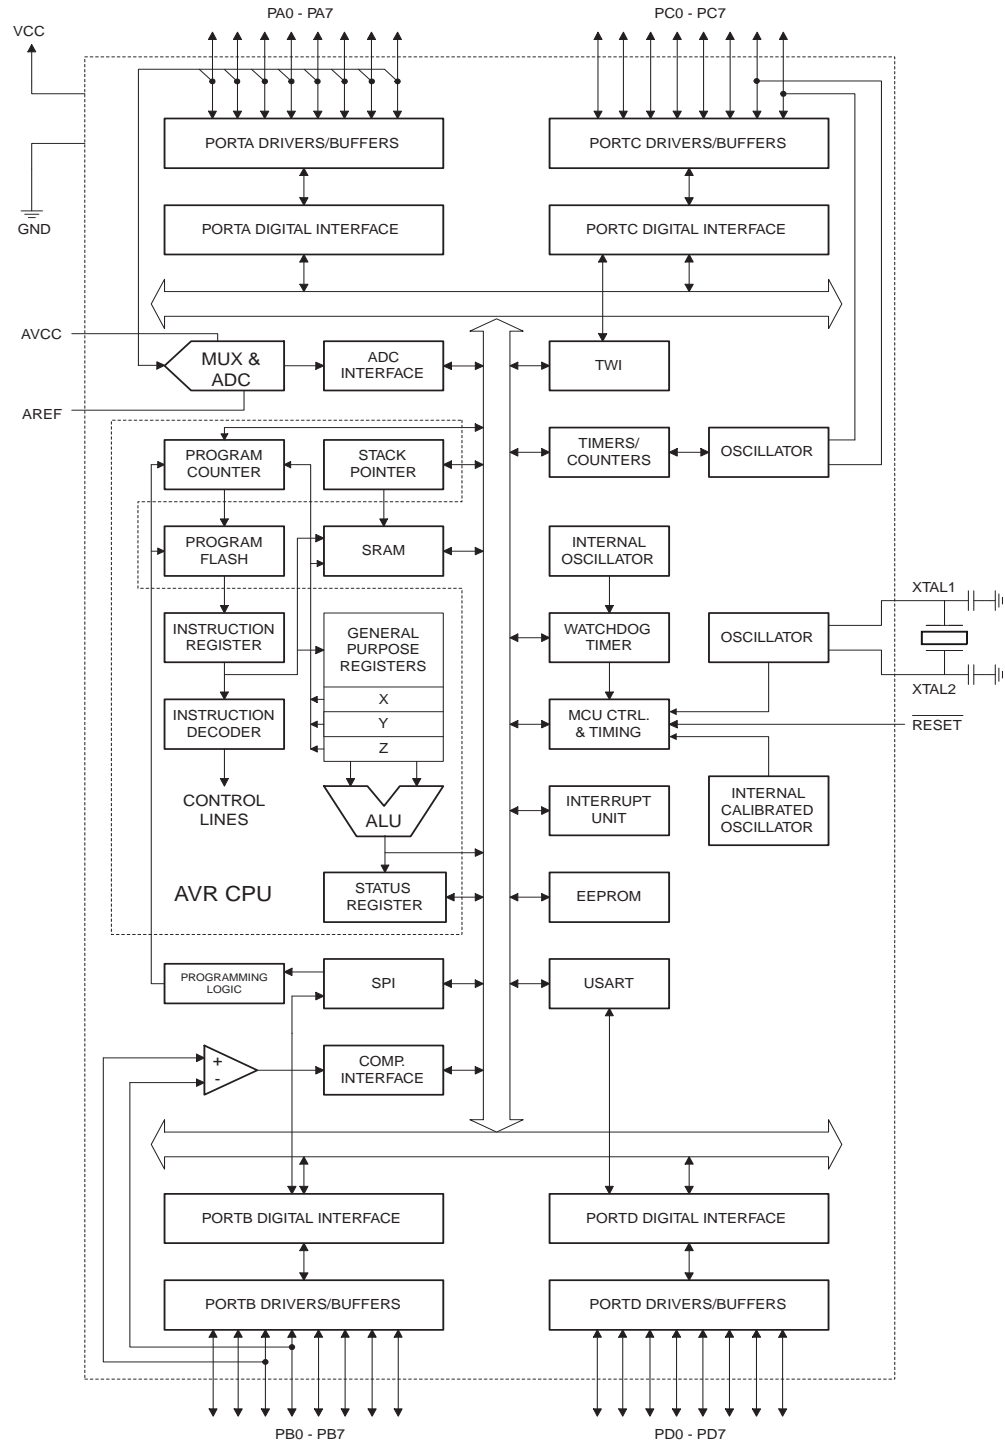 PA0 - PA7
PC0 - PC7
VCC
PORTA DRIVERS/BUFFERS
PORTC DRIVERS/BUFFERS
GND
PORTA DIGITAL INTERFACE
PORTC DIGITAL INTERFACE
AVCC
MUX &
ADC
ADC
INTERFACE
TWI
AREF
PROGRAM
COUNTER
STACK
POINTER
TIMERS/
COUNTERS
OSCILLATOR
PROGRAM
FLASH
SRAM
INTERNAL
OSCILLATOR
XTAL1
INSTRUCTION
REGISTER
GENERAL
PURPOSE
REGISTERS
WATCHDOG
TIMER
OSCILLATOR
XTAL2
X
INSTRUCTION
DECODER
Y
Z
MCU CTRL.
& TIMING
RESET
CONTROL
LINES
ALU
INTERRUPT
UNIT
INTERNAL
CALIBRATED
OSCILLATOR
AVR CPU
STATUS
REGISTER
EEPROM
PROGRAMMING
LOGIC
SPI
USART
+
-
COMP.
INTERFACE
PORTB DIGITAL INTERFACE
PORTD DIGITAL INTERFACE
PORTB DRIVERS/BUFFERS
PORTD DRIVERS/BUFFERS
PB0 - PB7
PD0 - PD7